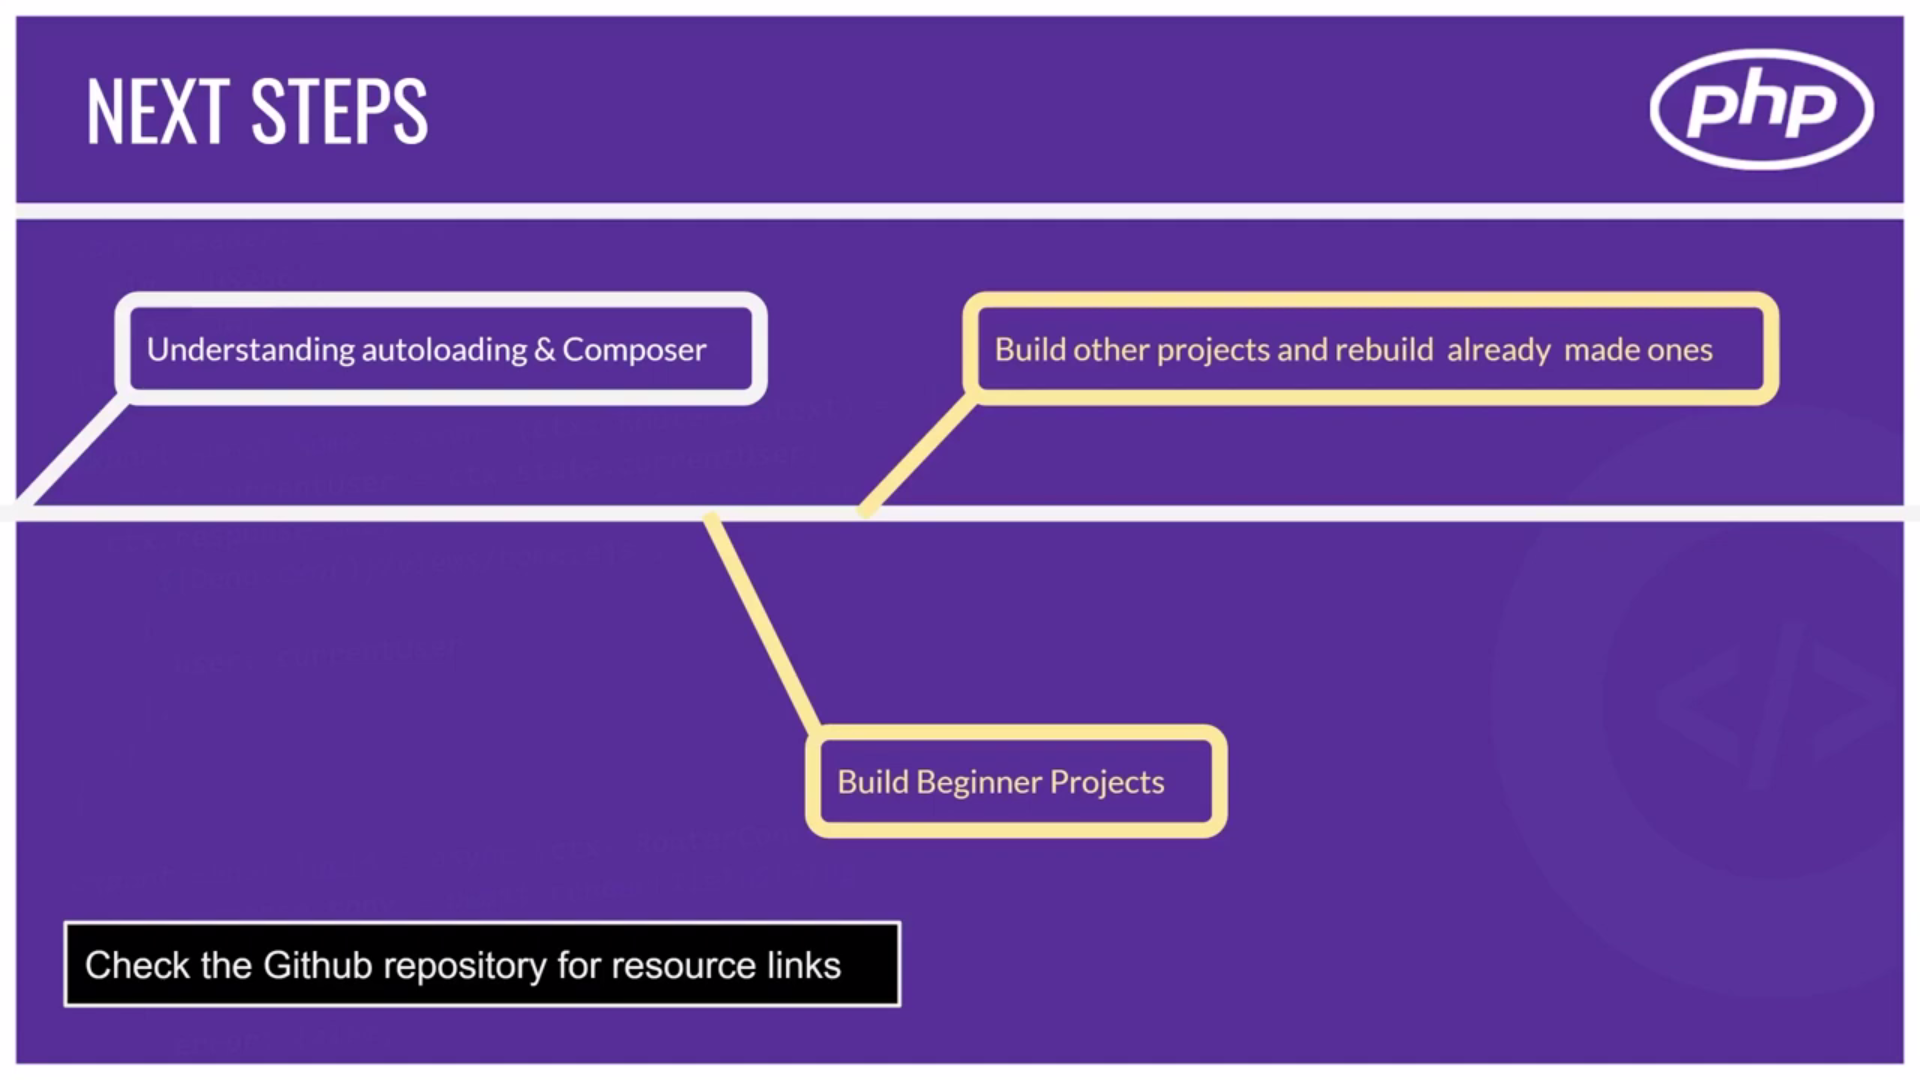 NEXT STEPS
php
Understanding autoloading & Composer
Build other projects and rebuild already made ones
Build Beginner Projects
Check the Github repository for resource links